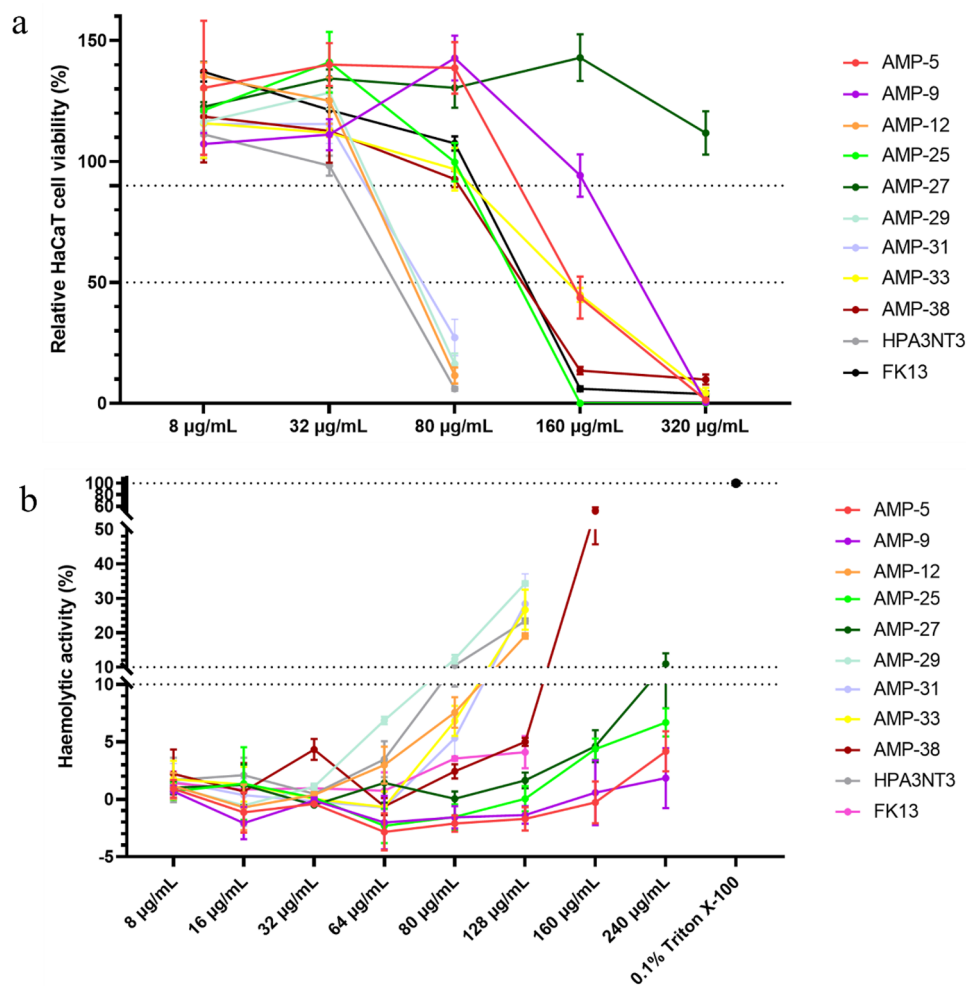 a
Relative HaCaT cell viability (%)
150
100
50
0
8 µg/mL
32 µg/mL
80 µg/mL
160 µg/mL
320 µg/mL
AMP-5
AMP-9
AMP-12
AMP-25
AMP-27
AMP-29
AMP-31
AMP-33
AMP-38
HPA3NT3
FK13
b
Haemolytic activity (%)
100
80
60
50
40
30
20
10
10
5
0
-5
8 µg/mL
16 µg/mL
32 µg/mL
64 µg/mL
80 µg/mL
128 µg/mL
160 µg/mL
240 µg/mL
0.1% Triton X-100
AMP-5
AMP-9
AMP-12
AMP-25
AMP-27
AMP-29
AMP-31
AMP-33
AMP-38
HPA3NT3
FK13